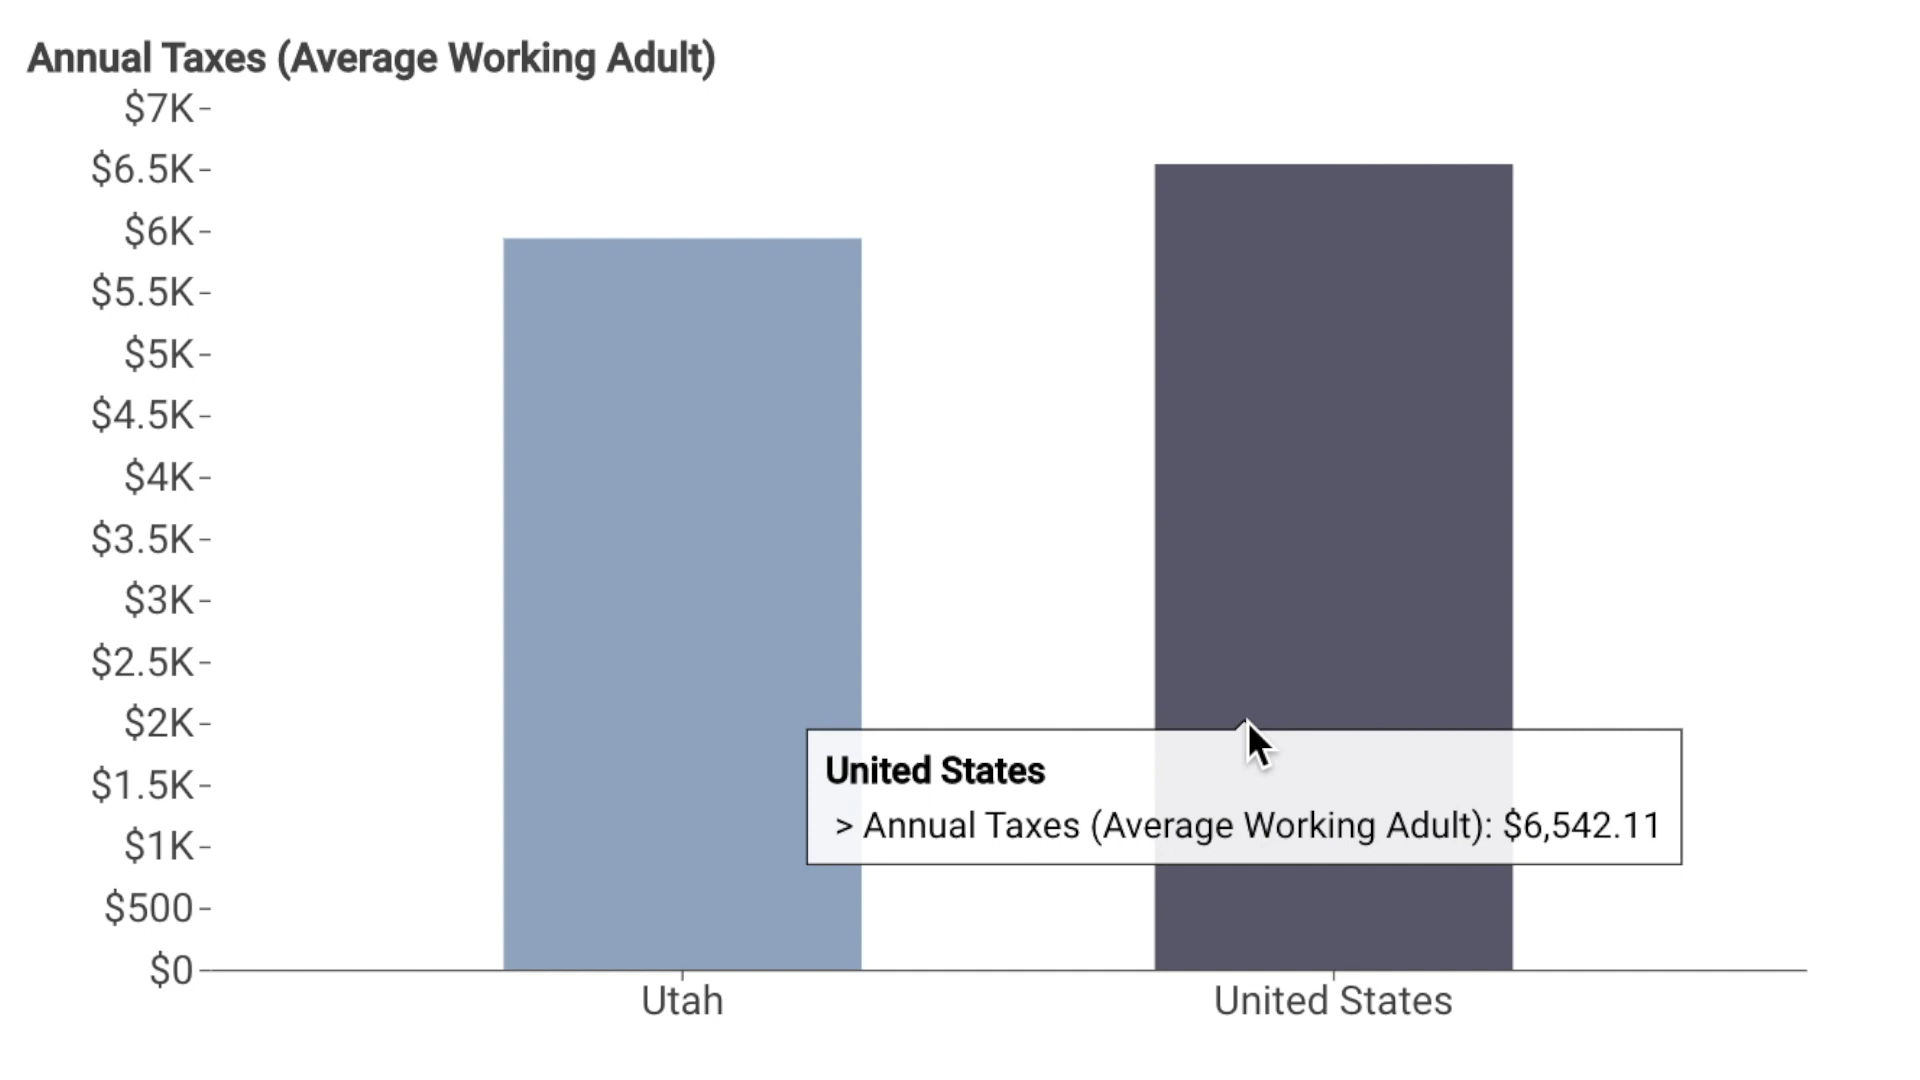 Annual Taxes (Average Working Adult)
$7K
$6.5K
$6K
$5.5K
$5K
$4.5K
$4K
$3.5K
$3K
$2.5K
$2K
$1.5K
$1K
$500
$0
United States
> Annual Taxes (Average Working Adult): $6,542.11
Utah
United States